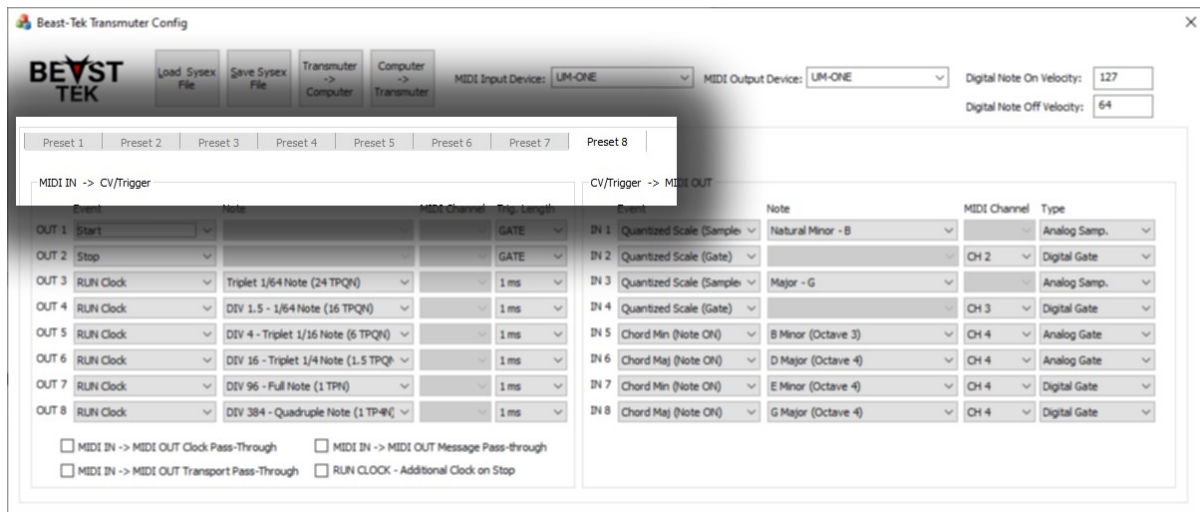 Beast-Tek Transmuter Config
BEAST TEK
Load Sysex File
Save Sysex File
Transmuter -> Computer
Computer -> Transmuter
MIDI Input Device: UM-ONE
MIDI Output Device: UM-ONE
Digital Note On Velocity: 127
Digital Note Off Velocity: 64
Preset 1 Preset 2 Preset 3 Preset 4 Preset 5 Preset 6 Preset 7 Preset 8
MIDI IN -> CV/Trigger
Event Note MIDI Channel Trig. Length
OUT 1 Start GATE
OUT 2 Stop GATE
OUT 3 RUN Clock Triplet 1/64 Note (24 TPQN) 1 ms
OUT 4 RUN Clock DIV 1.5 - 1/64 Note (16 TPQN) 1 ms
OUT 5 RUN Clock DIV 4 - Triplet 1/16 Note (6 TPQN) 1 ms
OUT 6 RUN Clock DIV 16 - Triplet 1/4 Note (1.5 TPQN 1 ms
OUT 7 RUN Clock DIV 96 - Full Note (1 TPN) 1 ms
OUT 8 RUN Clock DIV 384 - Quadruple Note (1 TP4N) 1 ms
MIDI IN -> MIDI OUT Clock Pass-Through
MIDI IN -> MIDI OUT Message Pass-through
MIDI IN -> MIDI OUT Transport Pass-Through
RUN CLOCK - Additional Clock on Stop
CV/Trigger -> MIDI OUT
Event Note MIDI Channel Type
IN 1 Quantized Scale (Sample Natural Minor - B Analog Samp.
IN 2 Quantized Scale (Gate) CH 2 Digital Gate
IN 3 Quantized Scale (Sample Major - G Analog Samp.
IN 4 Quantized Scale (Gate) CH 3 Digital Gate
IN 5 Chord Min (Note ON) B Minor (Octave 3) CH 4 Analog Gate
IN 6 Chord Maj (Note ON) D Major (Octave 4) CH 4 Analog Gate
IN 7 Chord Min (Note ON) E Minor (Octave 4) CH 4 Digital Gate
IN 8 Chord Maj (Note ON) G Major (Octave 4) CH 4 Digital Gate